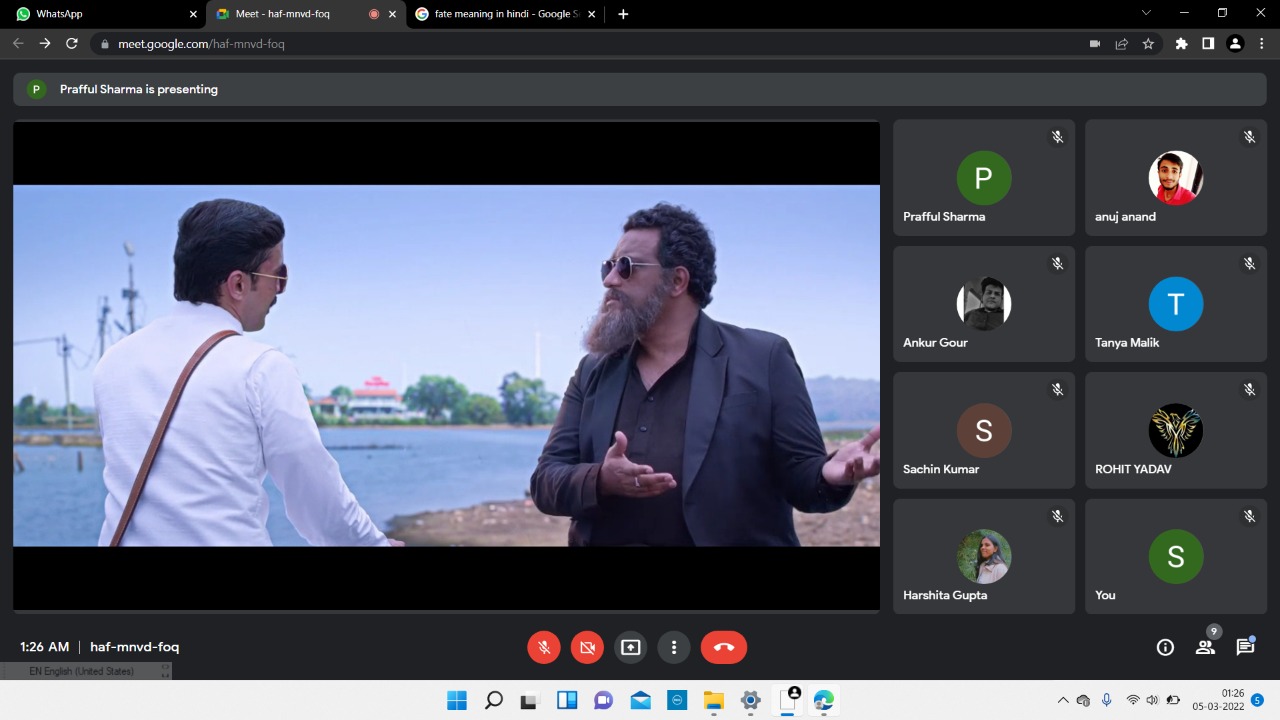 WhatsApp
Meet - haf-mnvd-foq
fate meaning in hindi - Google S
meet.google.com/haf-mnvd-foq
P
Prafful Sharma is presenting
P
Prafful Sharma
anuj anand
Ankur Gour
T
Tanya Malik
S
Sachin Kumar
ROHIT YADAV
Harshita Gupta
S
You
1:26 AM | haf-mnvd-foq
9
EN English (United States)
01:26
05-03-2022
5